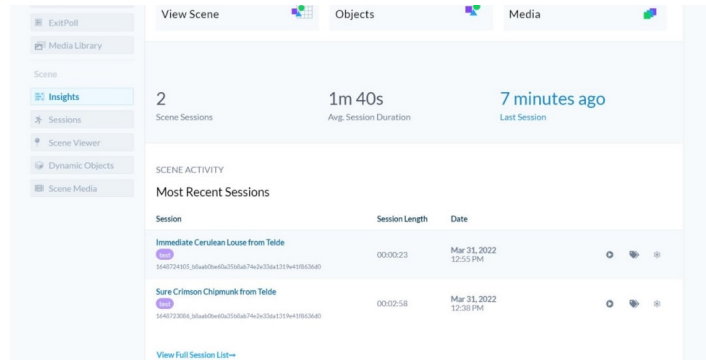 View Scene
Objects
Media
ExitPoll
Media Library
Scene
Insights
Sessions
Scene Viewer
Dynamic Objects
Scene Media
2
Scene Sessions
1m 40s
Avg. Session Duration
7 minutes ago
Last Session
SCENE ACTIVITY
Most Recent Sessions
Session Session Length Date
Immediate Cerulean Louse from Telde
test
00:00:23
Mar 31, 2022
12:55 PM
Sure Crimson Chipmunk from Telde
test
00:02:58
Mar 31, 2022
12:38 PM
View Full Session List→